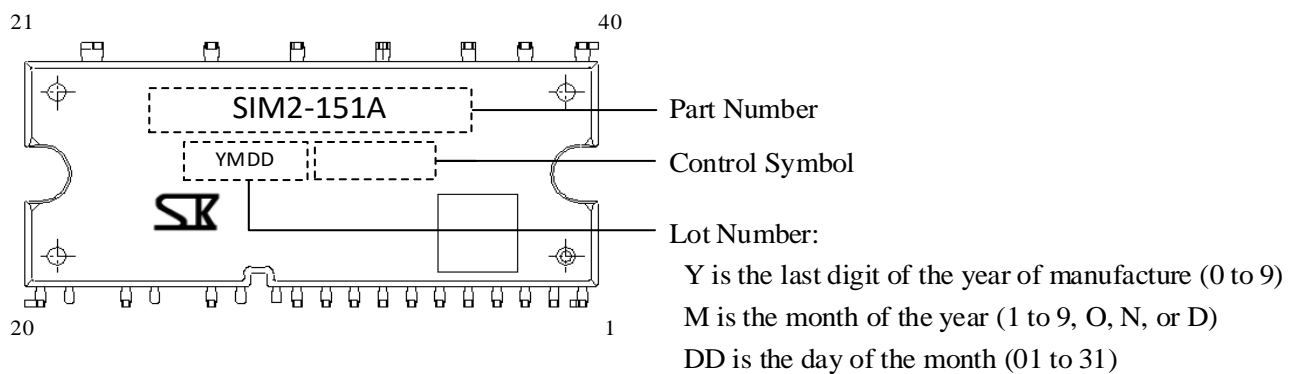 21 40
SIM2-151A
Part Number
YMDD
Control Symbol
SK
Lot Number:
Y is the last digit of the year of manufacture (0 to 9)
M is the month of the year (1 to 9, O, N, or D)
DD is the day of the month (01 to 31)
20 1